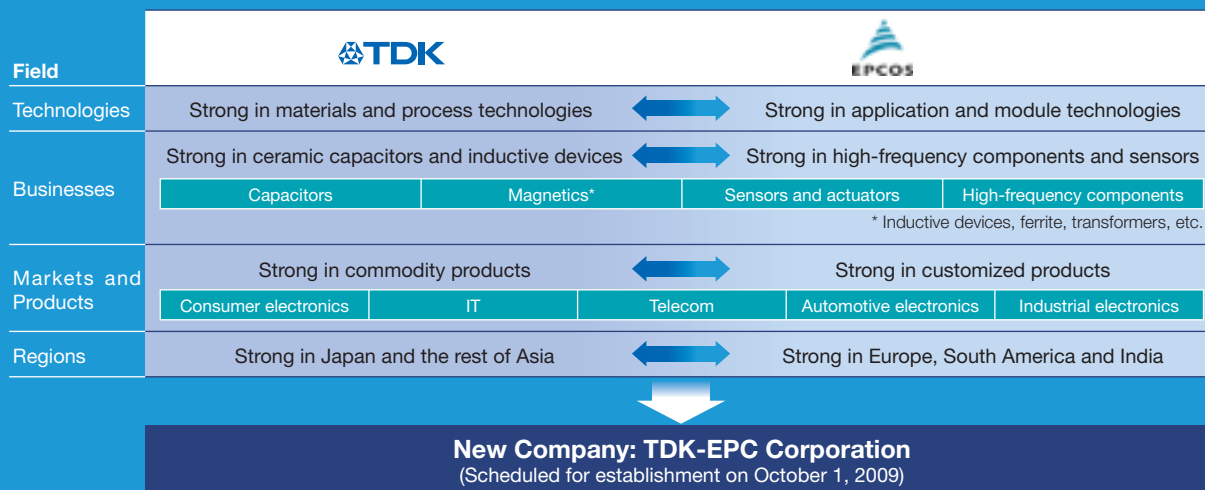 TDK
EPCOS
Field
Technologies
Strong in materials and process technologies
Strong in application and module technologies
Businesses
Strong in ceramic capacitors and inductive devices
Strong in high-frequency components and sensors
Capacitors
Magnetics*
Sensors and actuators
High-frequency components
* Inductive devices, ferrite, transformers, etc.
Markets and
Products
Strong in commodity products
Strong in customized products
Consumer electronics
IT
Telecom
Automotive electronics
Industrial electronics
Regions
Strong in Japan and the rest of Asia
Strong in Europe, South America and India
New Company: TDK-EPC Corporation
(Scheduled for establishment on October 1, 2009)